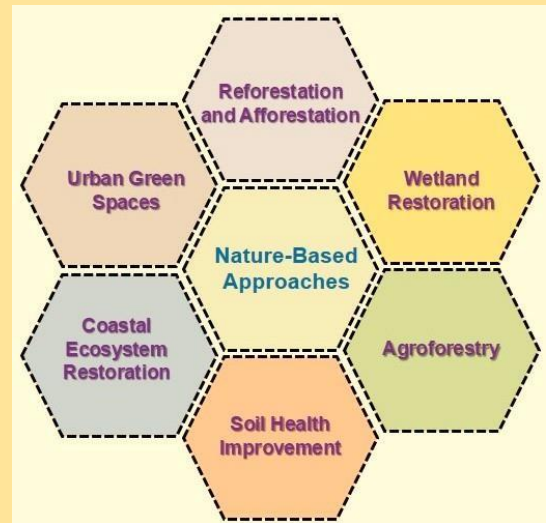 Reforestation
and Afforestation
Urban Green
Spaces
Wetland
Restoration
Nature-Based
Approaches
Coastal
Ecosystem
Restoration
Agroforestry
Soil Health
Improvement